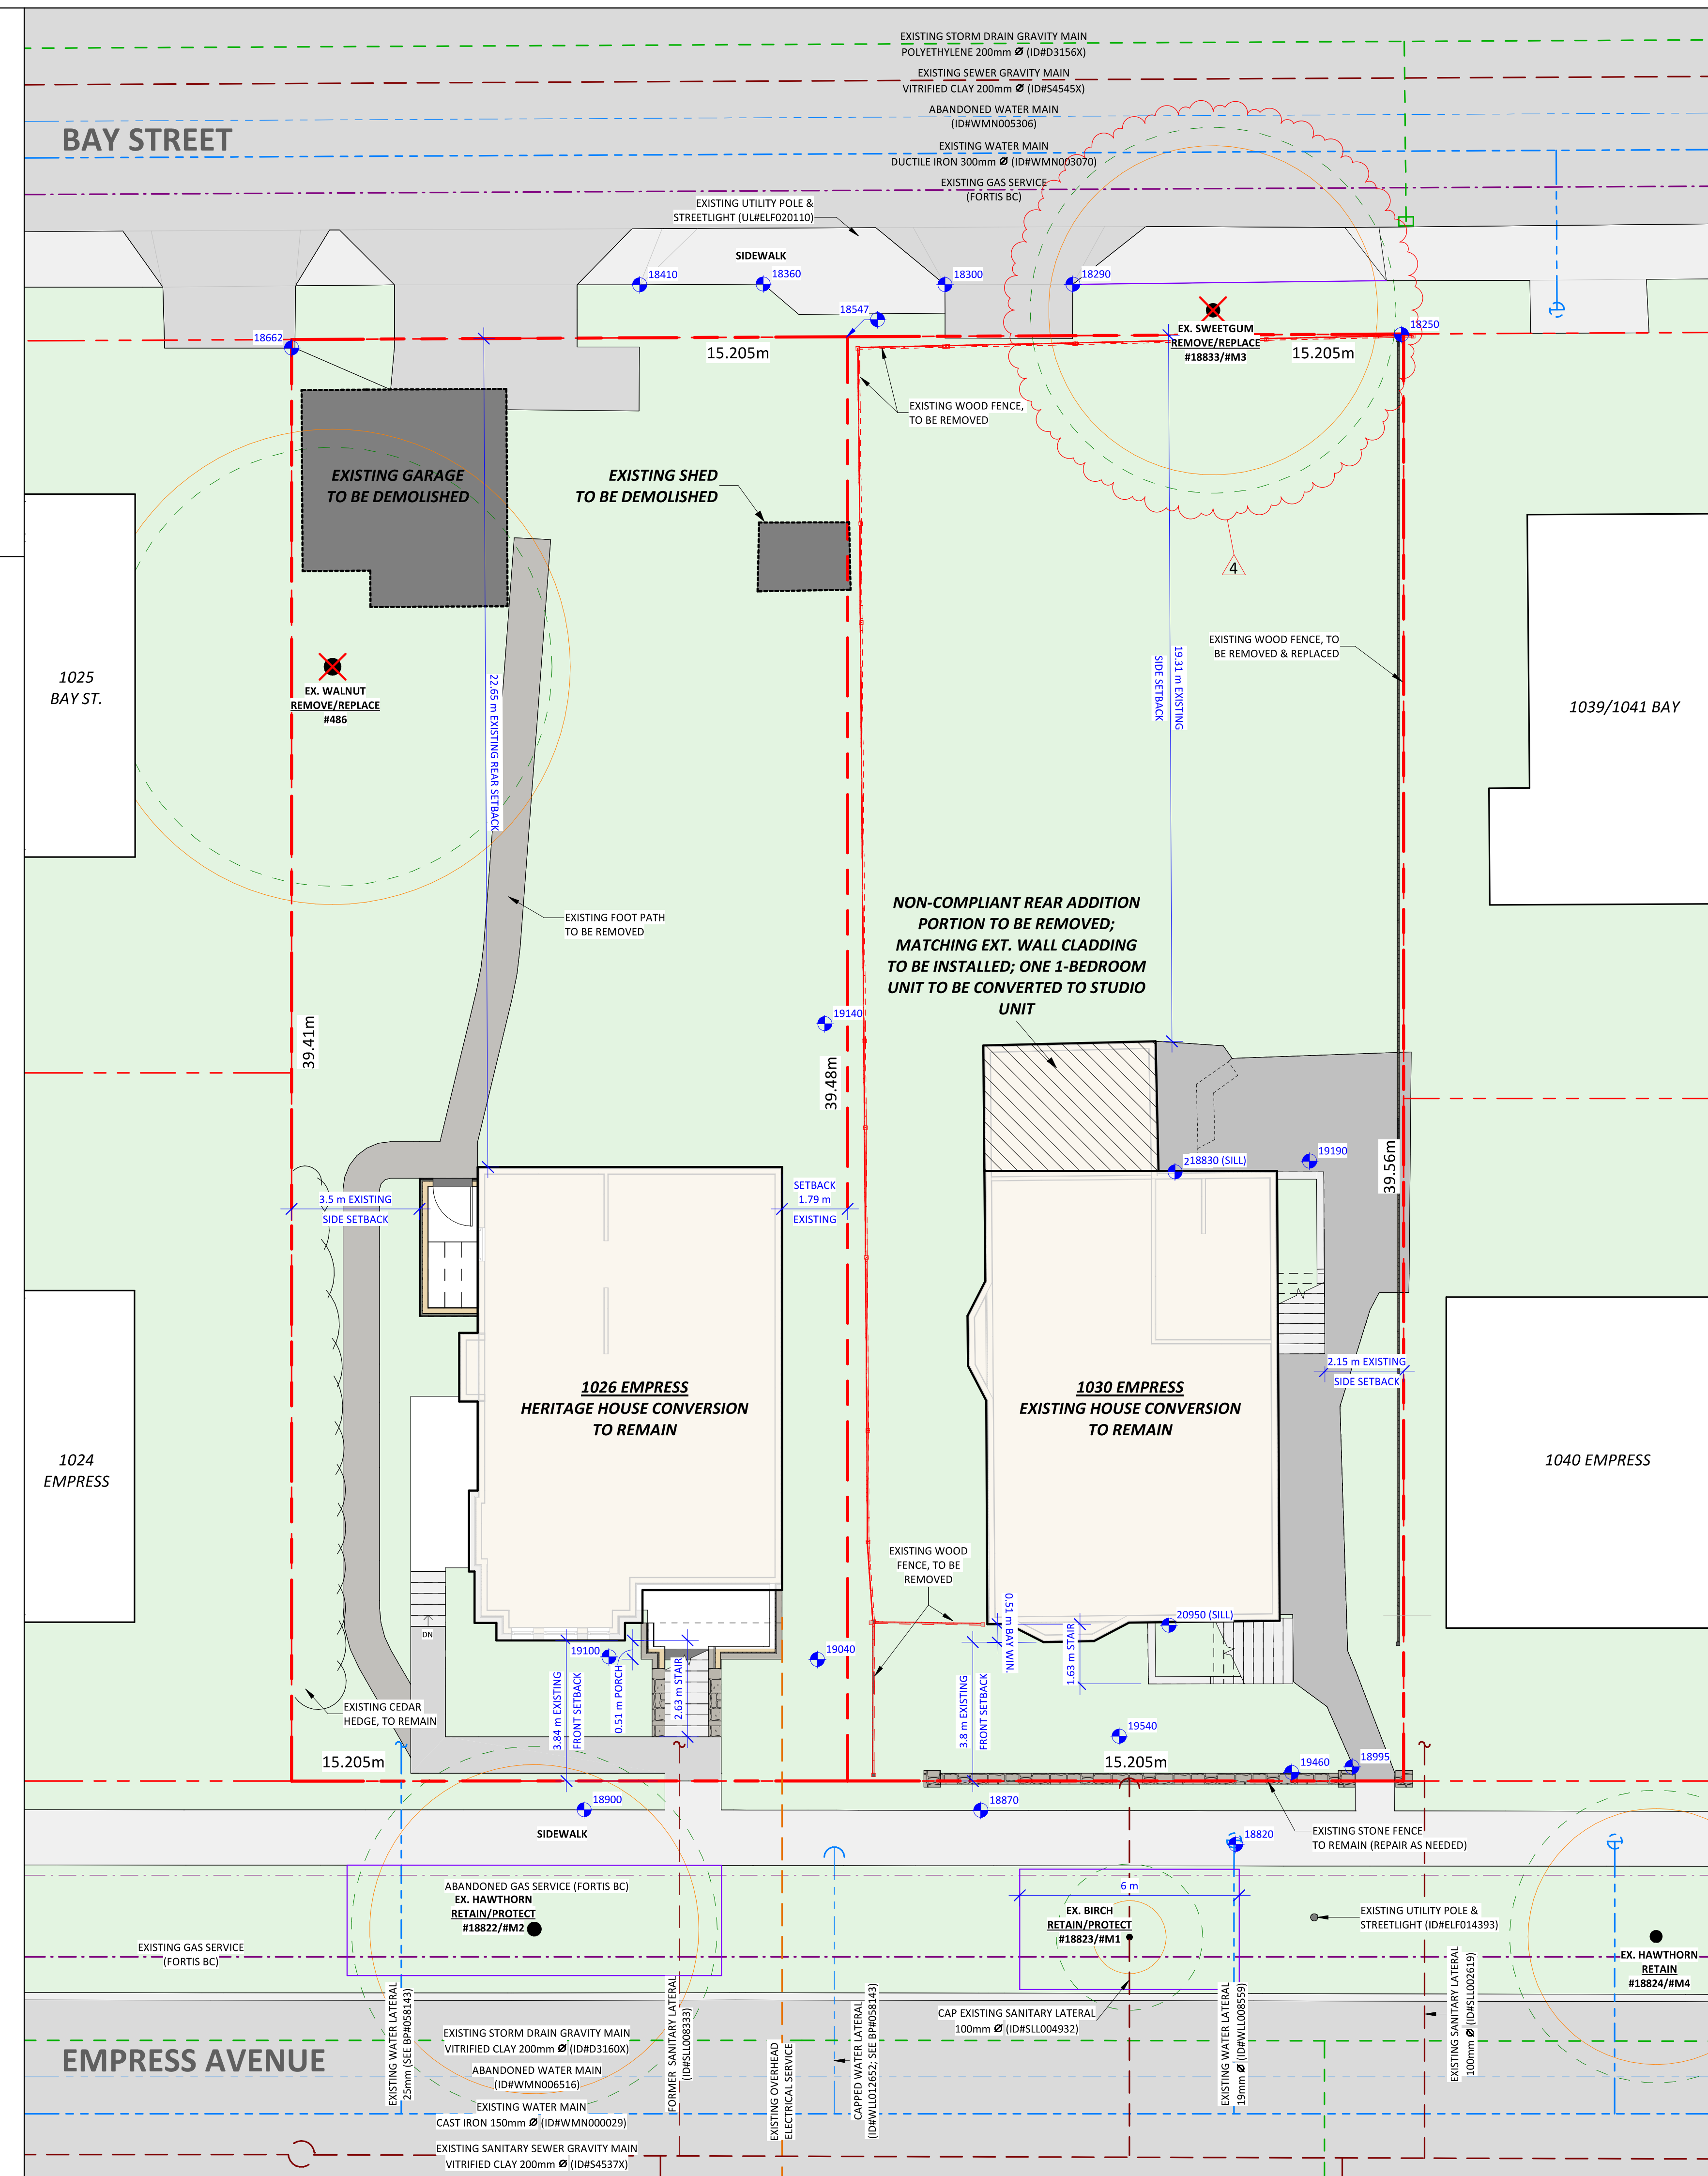 EXISTING STORM DRAIN GRAVITY MAIN
POLYETHYLENE 200mm Ø (ID#D3156X)
EXISTING SEWER GRAVITY MAIN
VITRIFIED CLAY 200mm Ø (ID#S4545X)
ABANDONED WATER MAIN
(ID#WMN005306)
BAY STREET
EXISTING WATER MAIN
DUCTILE IRON 300mm Ø (ID#WMN003070)
EXISTING GAS SERVICE
(FORTIS BC)
EXISTING UTILITY POLE &
STREETLIGHT (UL#ELF020110)
SIDEWALK
18410
18360
18300
18290
18547
18662
18250
EX. SWEETGUM
REMOVE/REPLACE
#18833/#M3
15.205m
15.205m
EXISTING WOOD FENCE,
TO BE REMOVED
EXISTING GARAGE
TO BE DEMOLISHED
EXISTING SHED
TO BE DEMOLISHED
4
EXISTING WOOD FENCE, TO
BE REMOVED & REPLACED
1025
BAY ST.
EX. WALNUT
REMOVE/REPLACE
#486
22.65 m EXISTING REAR SETBACK
19.31 m EXISTING
SIDE SETBACK
1039/1041 BAY
EXISTING FOOT PATH
TO BE REMOVED
NON-COMPLIANT REAR ADDITION
PORTION TO BE REMOVED;
MATCHING EXT. WALL CLADDING
TO BE INSTALLED; ONE 1-BEDROOM
UNIT TO BE CONVERTED TO STUDIO
UNIT
19140
39.41m
39.48m
39.56m
218830 (SILL)
19190
3.5 m EXISTING
SIDE SETBACK
SETBACK
1.79 m
EXISTING
2.15 m EXISTING
SIDE SETBACK
1026 EMPRESS
HERITAGE HOUSE CONVERSION
TO REMAIN
1030 EMPRESS
EXISTING HOUSE CONVERSION
TO REMAIN
1024
EMPRESS
1040 EMPRESS
EXISTING WOOD
FENCE, TO BE
REMOVED
DN
0.51 m BAY WIN.
1.63 m STAIR
20950 (SILL)
19100
19040
3.84 m EXISTING
FRONT SETBACK
0.51 m PORCH
2.63 m STAIR
3.8 m EXISTING
FRONT SETBACK
EXISTING CEDAR
HEDGE, TO REMAIN
19540
15.205m
15.205m
19460
18995
18900
18870
SIDEWALK
18820
EXISTING STONE FENCE
TO REMAIN (REPAIR AS NEEDED)
ABANDONED GAS SERVICE (FORTIS BC)
EX. HAWTHORN
RETAIN/PROTECT
#18822/#M2
6 m
EX. BIRCH
RETAIN/PROTECT
#18823/#M1
EXISTING UTILITY POLE &
STREETLIGHT (ID#ELF014393)
EXISTING GAS SERVICE
(FORTIS BC)
EX. HAWTHORN
RETAIN
#18824/#M4
EXISTING WATER LATERAL
25mm (SEE BP#058143)
FORMER SANITARY LATERAL
(ID#SLL008333)
EXISTING OVERHEAD
ELECTRICAL SERVICE
CAPPED WATER LATERAL
(ID#WLL012652; SEE BP#058143)
CAP EXISTING SANITARY LATERAL
100mm Ø (ID#SLL004932)
EXISTING WATER LATERAL
19mm Ø (ID#WLL008559)
EXISTING SANITARY LATERAL
100mm Ø (ID#SLL002619)
EMPRESS AVENUE
EXISTING STORM DRAIN GRAVITY MAIN
VITRIFIED CLAY 200mm Ø (ID#D3160X)
ABANDONED WATER MAIN
(ID#WMN006516)
EXISTING WATER MAIN
CAST IRON 150mm Ø (ID#WMN000029)
EXISTING SANITARY SEWER GRAVITY MAIN
VITRIFIED CLAY 200mm Ø (ID#S4537X)